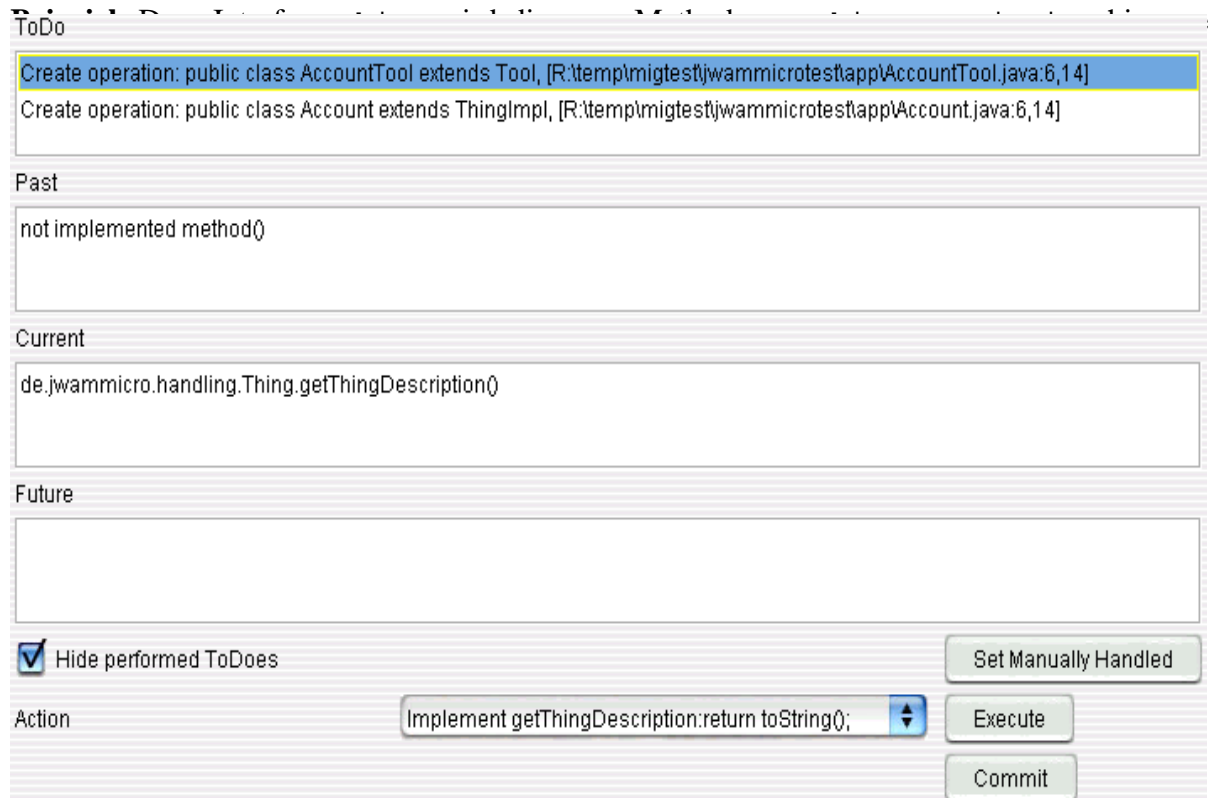 ToDo
Create operation: public class AccountTool extends Tool, [R:\temp\migtest\jwammicrotest\app\AccountTool.java:6,14]
Create operation: public class Account extends ThingImpl, [R:\temp\migtest\jwammicrotest\app\Account.java:6,14]
Past
not implemented method()
Current
de.jwammicro.handling.Thing.getThingDescription()
Future
Hide performed ToDoes
Set Manually Handled
Action
Implement getThingDescription:return toString();
Execute
Commit